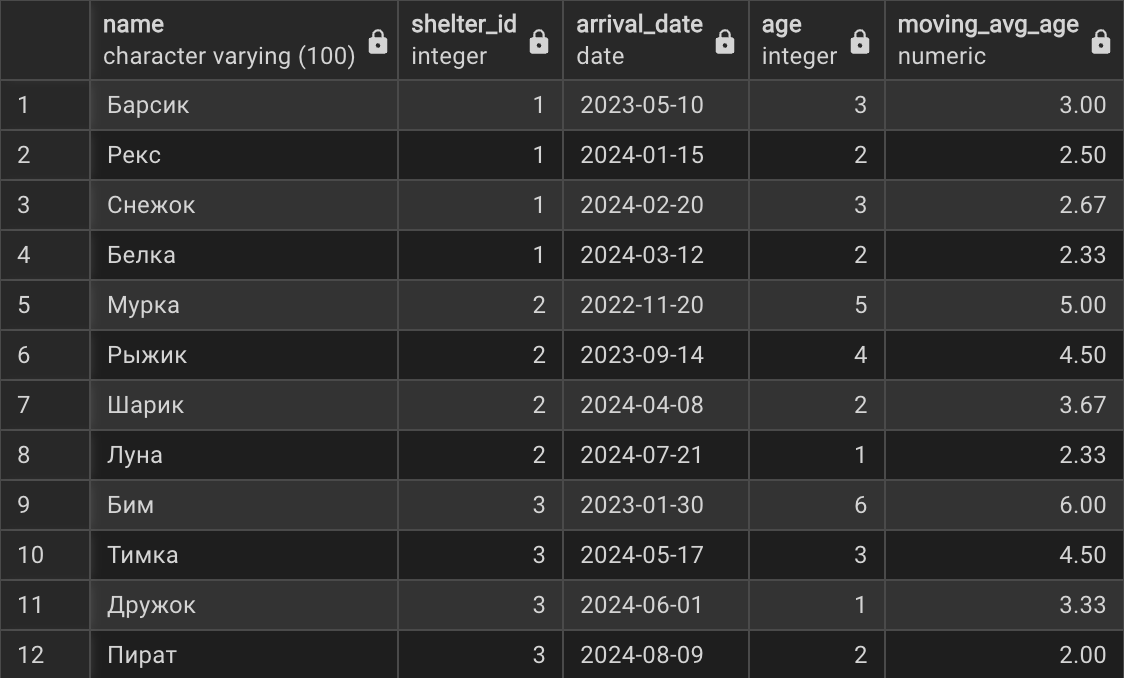 name shelter_id arrival_date age moving_avg_age
character varying (100) integer date integer numeric
1 Барсик 1 2023-05-10 3 3.00
2 Рекс 1 2024-01-15 2 2.50
3 Снежок 1 2024-02-20 3 2.67
4 Белка 1 2024-03-12 2 2.33
5 Мурка 2 2022-11-20 5 5.00
6 Рыжик 2 2023-09-14 4 4.50
7 Шарик 2 2024-04-08 2 3.67
8 Луна 2 2024-07-21 1 2.33
9 Бим 3 2023-01-30 6 6.00
10 Тимка 3 2024-05-17 3 4.50
11 Дружок 3 2024-06-01 1 3.33
12 Пират 3 2024-08-09 2 2.00